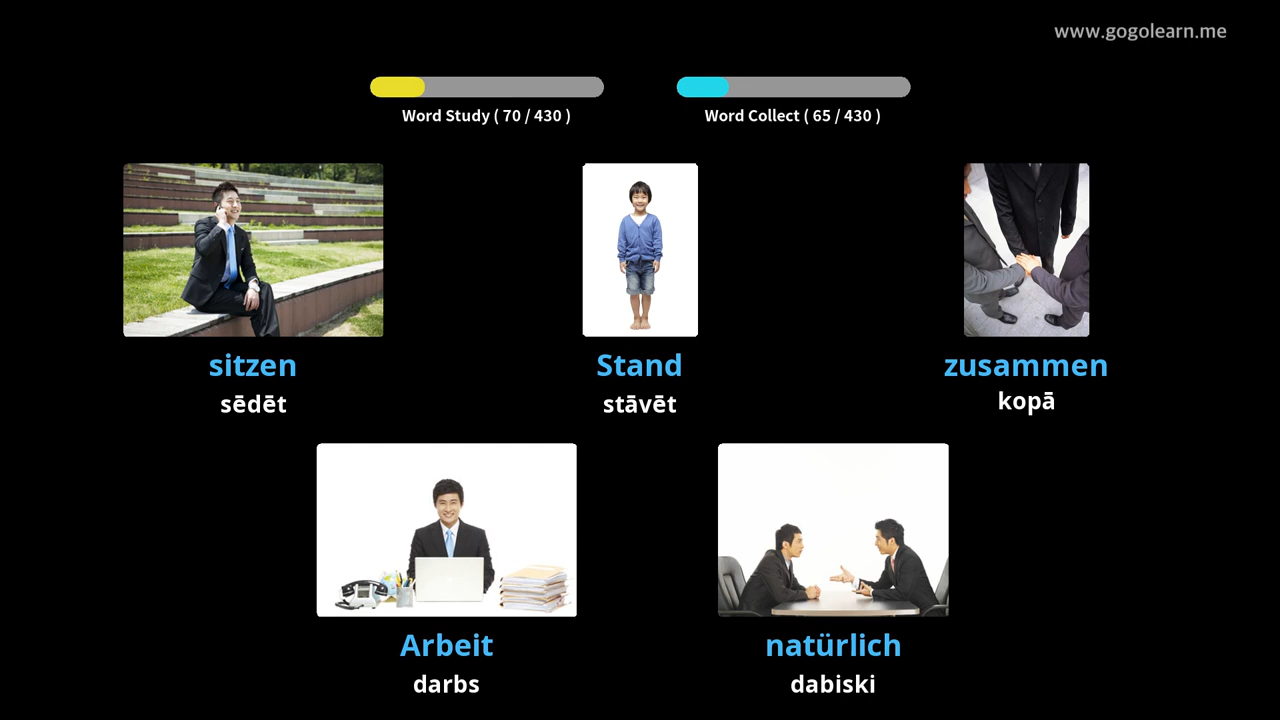 www.gogolearn.me
Word Study ( 70 / 430 )
Word Collect ( 65 / 430 )
sitzen
sēdēt
Stand
stāvēt
zusammen
kopā
Arbeit
darbs
natürlich
dabiski